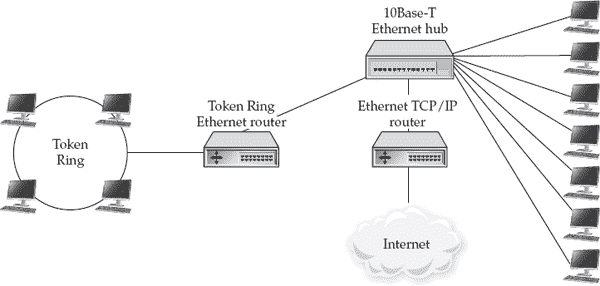 10Base-T
Ethernet hub
Token Ring
Ethernet router
Ethernet TCP/IP
router
Token
Ring
Internet